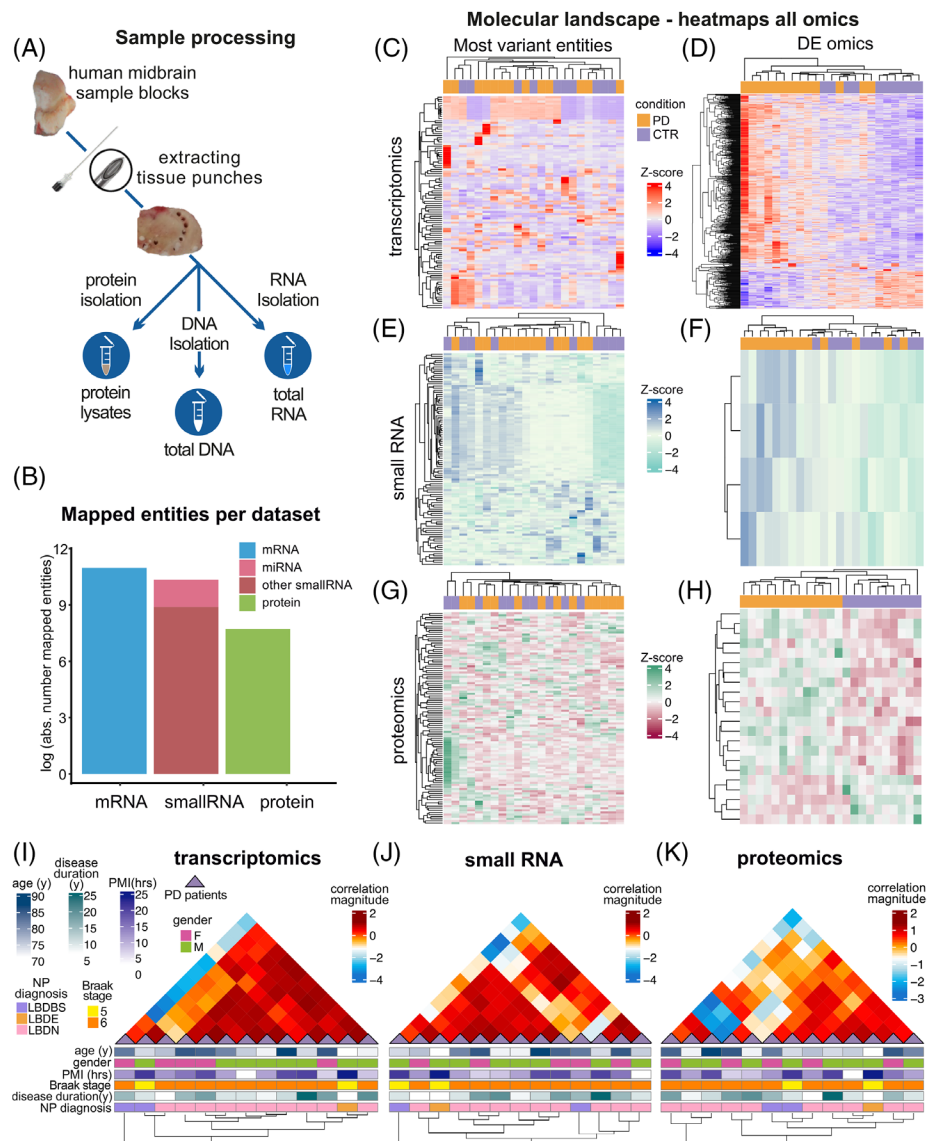 Molecular landscape - heatmaps all omics
(A)
Sample processing
human midbrain
sample blocks
extracting
tissue punches
protein
isolation
RNA
Isolation
DNA
Isolation
protein
lysates
total
RNA
total DNA
(B)
Mapped entities per dataset
log (abs. number mapped entities)
12
9
6
3
0
mRNA
miRNA
other smallRNA
protein
mRNA
smallRNA
protein
(C)
Most variant entities
transcriptomics
condition
PD
CTR
Z-score
4
2
0
−2
−4
(D)
DE omics
(E)
small RNA
Z-score
4
2
0
−2
−4
(F)
(G)
proteomics
Z-score
4
2
0
−2
−4
(H)
(I)
transcriptomics
age (y)
90
85
80
75
70
disease
duration
(y)
25
20
15
10
5
PMI(hrs)
25
20
15
10
5
0
PD patients
gender
F
M
NP
diagnosis
LBDBS
LBDE
LBDN
Braak
stage
5
6
correlation
magnitude
2
0
−2
−4
age (y)
gender
PMI (hrs)
Braak stage
disease duration(y)
NP diagnosis
(J)
small RNA
correlation
magnitude
2
0
−2
−4
(K)
proteomics
correlation
magnitude
2
1
0
−1
−2
−3